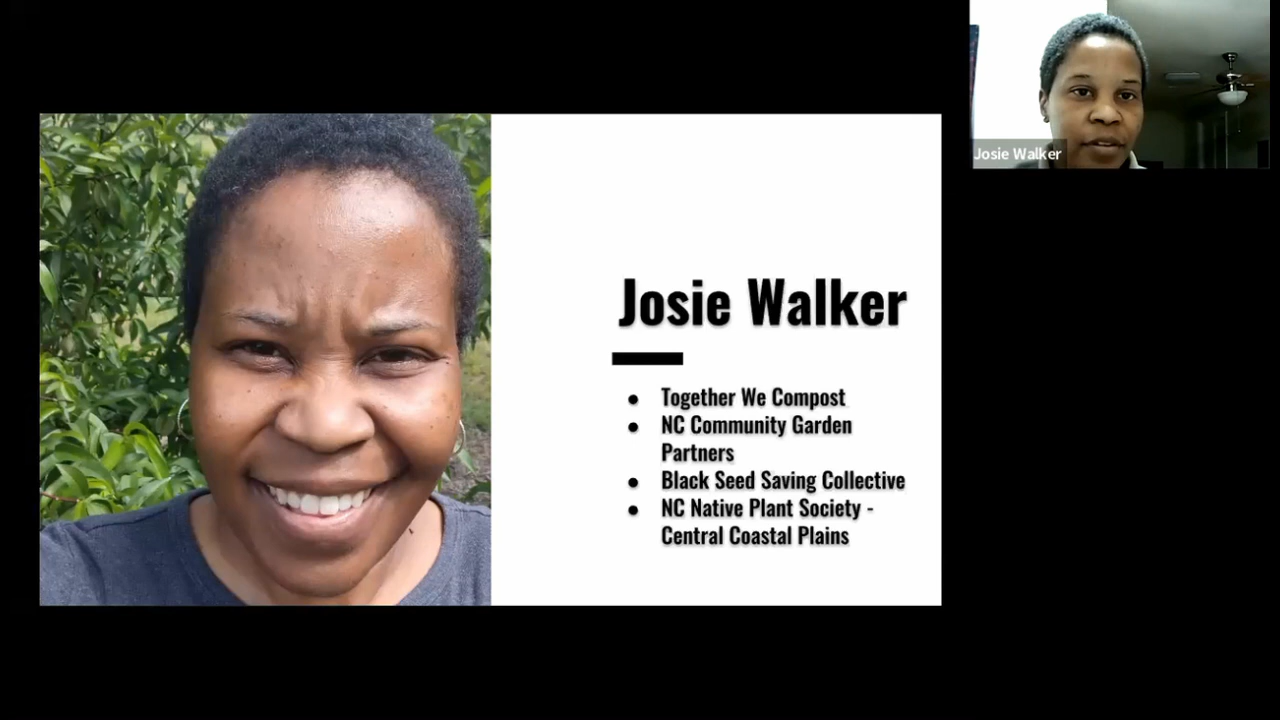 Josie Walker
Josie Walker
● Together We Compost
● NC Community Garden
Partners
● Black Seed Saving Collective
● NC Native Plant Society -
Central Coastal Plains